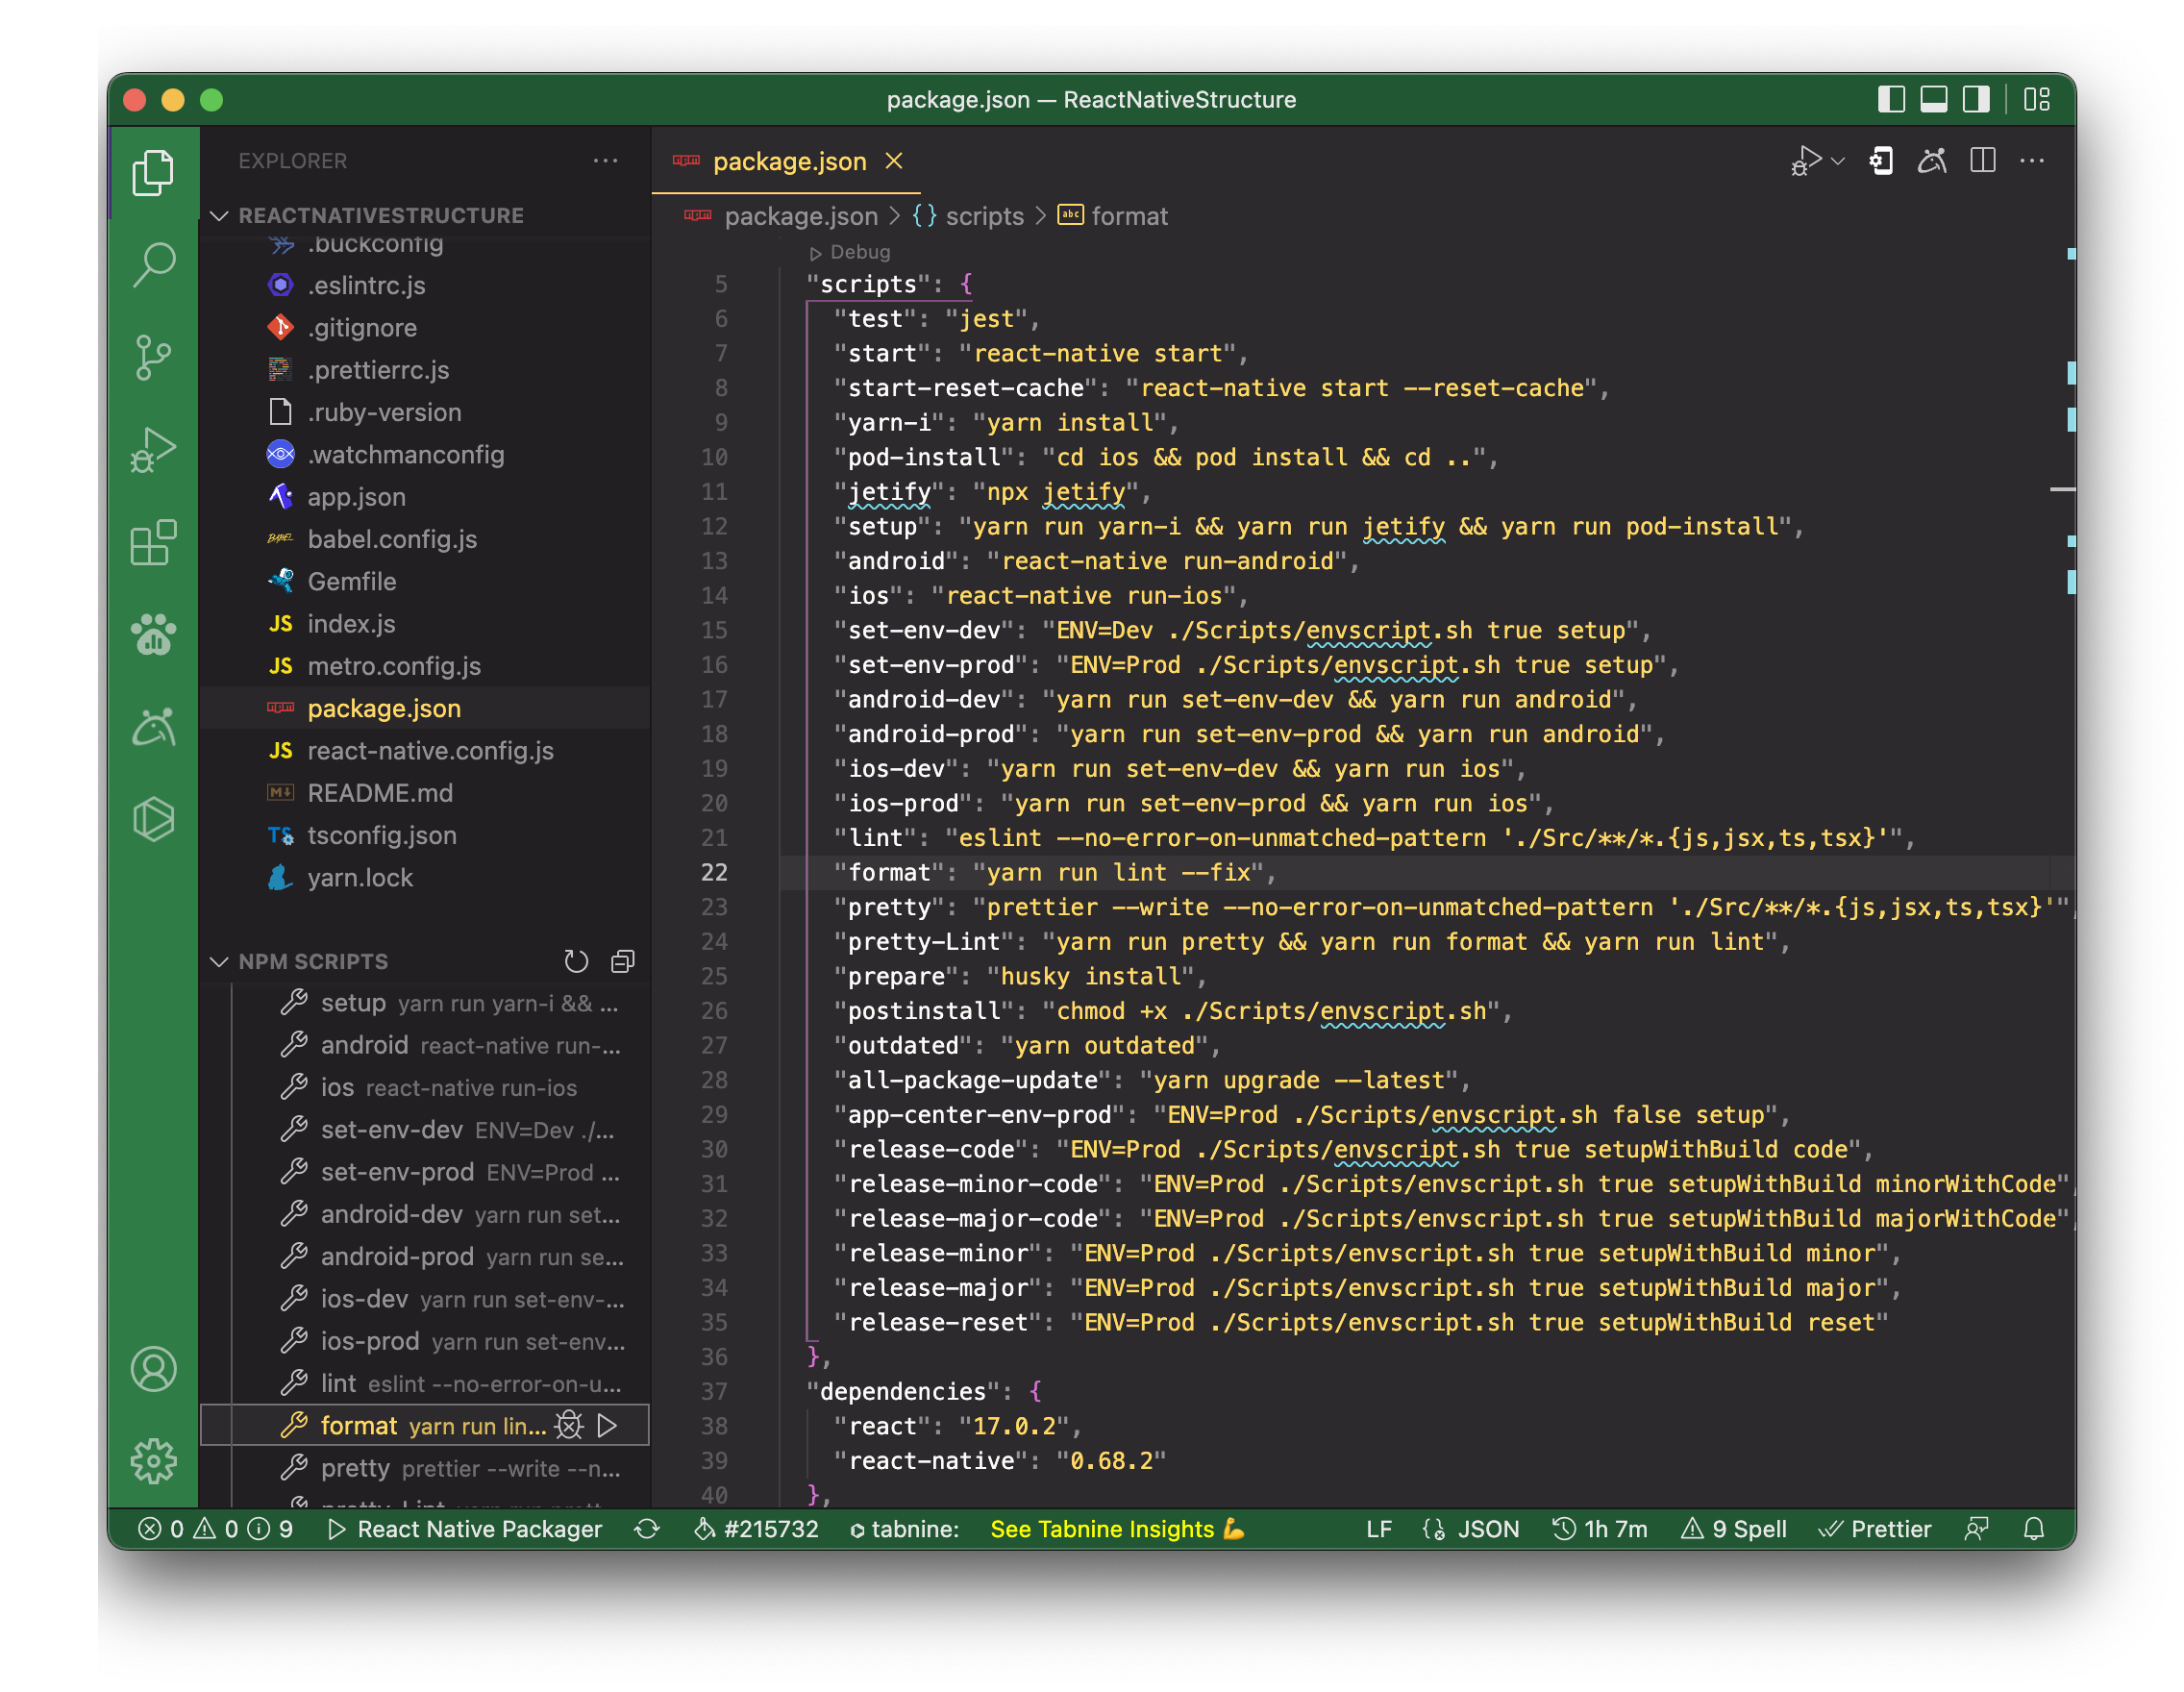 package.json — ReactNativeStructure
EXPLORER
REACTNATIVESTRUCTURE
.buckconfig
.eslintrc.js
.gitignore
.prettierrc.js
.ruby-version
.watchmanconfig
app.json
BABEL babel.config.js
Gemfile
JS index.js
JS metro.config.js
package.json
JS react-native.config.js
README.md
TS tsconfig.json
yarn.lock
NPM SCRIPTS
setup yarn run yarn-i && ...
android react-native run-...
ios react-native run-ios
set-env-dev ENV=Dev ./...
set-env-prod ENV=Prod ...
android-dev yarn run set...
android-prod yarn run se...
ios-dev yarn run set-env-...
ios-prod yarn run set-env...
lint eslint --no-error-on-u...
format yarn run lin...
pretty prettier --write --n...
pretty-Lint yarn run prett...
package.json
package.json > {} scripts > abc format
Debug
5 "scripts": {
6 "test": "jest",
7 "start": "react-native start",
8 "start-reset-cache": "react-native start --reset-cache",
9 "yarn-i": "yarn install",
10 "pod-install": "cd ios && pod install && cd ..",
11 "jetify": "npx jetify",
12 "setup": "yarn run yarn-i && yarn run jetify && yarn run pod-install",
13 "android": "react-native run-android",
14 "ios": "react-native run-ios",
15 "set-env-dev": "ENV=Dev ./Scripts/envscript.sh true setup",
16 "set-env-prod": "ENV=Prod ./Scripts/envscript.sh true setup",
17 "android-dev": "yarn run set-env-dev && yarn run android",
18 "android-prod": "yarn run set-env-prod && yarn run android",
19 "ios-dev": "yarn run set-env-dev && yarn run ios",
20 "ios-prod": "yarn run set-env-prod && yarn run ios",
21 "lint": "eslint --no-error-on-unmatched-pattern './Src/**/*.{js,jsx,ts,tsx}'",
22 "format": "yarn run lint --fix",
23 "pretty": "prettier --write --no-error-on-unmatched-pattern './Src/**/*.{js,jsx,ts,tsx}'",
24 "pretty-Lint": "yarn run pretty && yarn run format && yarn run lint",
25 "prepare": "husky install",
26 "postinstall": "chmod +x ./Scripts/envscript.sh",
27 "outdated": "yarn outdated",
28 "all-package-update": "yarn upgrade --latest",
29 "app-center-env-prod": "ENV=Prod ./Scripts/envscript.sh false setup",
30 "release-code": "ENV=Prod ./Scripts/envscript.sh true setupWithBuild code",
31 "release-minor-code": "ENV=Prod ./Scripts/envscript.sh true setupWithBuild minorWithCode",
32 "release-major-code": "ENV=Prod ./Scripts/envscript.sh true setupWithBuild majorWithCode",
33 "release-minor": "ENV=Prod ./Scripts/envscript.sh true setupWithBuild minor",
34 "release-major": "ENV=Prod ./Scripts/envscript.sh true setupWithBuild major",
35 "release-reset": "ENV=Prod ./Scripts/envscript.sh true setupWithBuild reset"
36 },
37 "dependencies": {
38 "react": "17.0.2",
39 "react-native": "0.68.2"
40 },
0 0 9 React Native Packager #215732 tabnine: See Tabnine Insights 💪 LF JSON 1h 7m 9 Spell Prettier